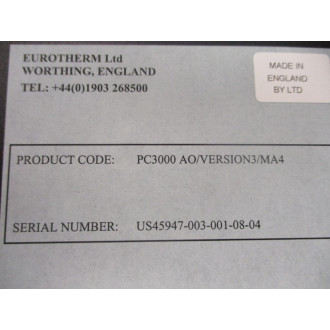 EUROTHERM Ltd
WORTHING, ENGLAND
TEL: +44(0)1903 268500
MADE IN
ENGLAND
BY LTD
PRODUCT CODE: PC3000 AO/VERSION3/MA4
SERIAL NUMBER: US45947-003-001-08-04